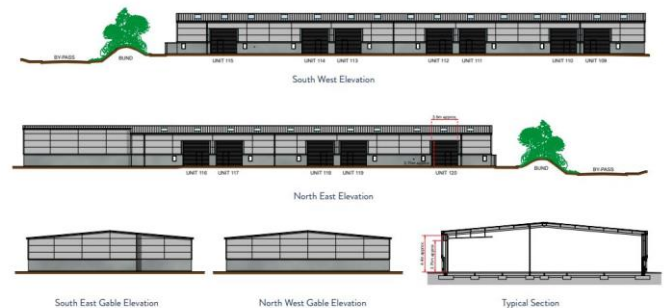 BY-PASS
BUND
UNIT 115
UNIT 114
UNIT 113
UNIT 112
UNIT 111
UNIT 110
UNIT 109
South West Elevation
UNIT 116
UNIT 117
UNIT 118
UNIT 119
UNIT 120
BUND
BY-PASS
North East Elevation
South East Gable Elevation
North West Gable Elevation
Typical Section